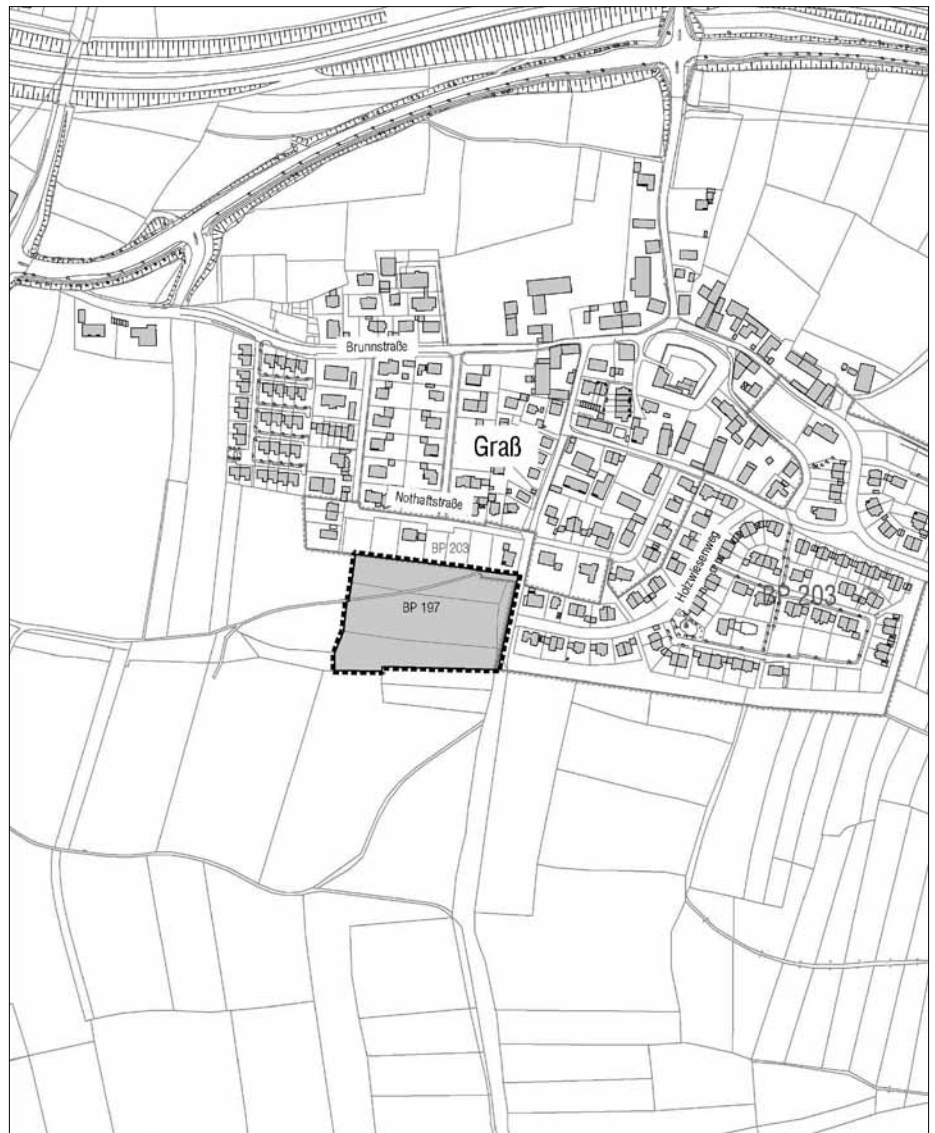 Brunnstraße
Graß
Nothaftstraße
BP 203
Holzwiesenweg
BP 203
BP 197